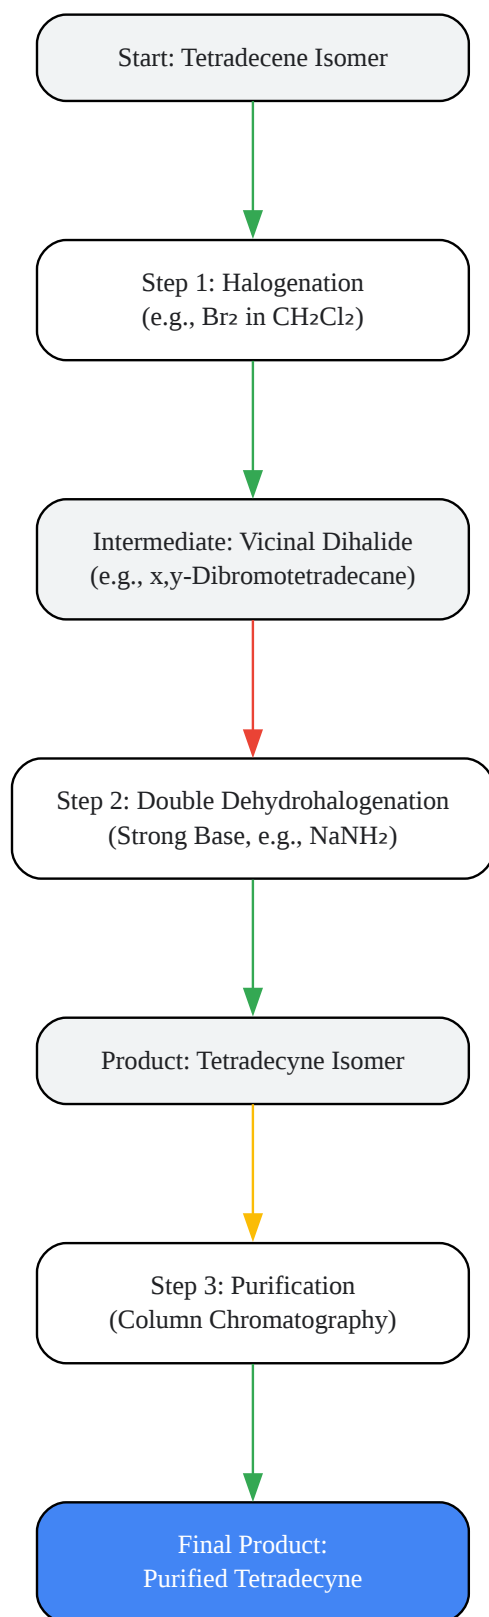 Start: Tetradecene Isomer
Step 1: Halogenation
(e.g., Br₂ in CH₂Cl₂)
Intermediate: Vicinal Dihalide
(e.g., x,y-Dibromotetradecane)
Step 2: Double Dehydrohalogenation
(Strong Base, e.g., NaNH₂)
Product: Tetradecyne Isomer
Step 3: Purification
(Column Chromatography)
Final Product:
Purified Tetradecyne